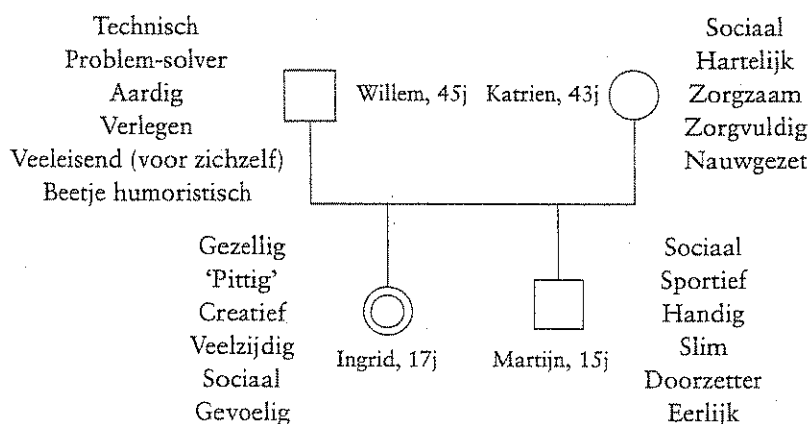 Technisch
Problem-solver
Aardig
Verlegen
Veeleisend (voor zichzelf)
Beetje humoristisch
Willem, 45j
Katrien, 43j
Sociaal
Hartelijk
Zorgzaam
Zorgvuldig
Nauwgezet
Gezellig
‘Pittig’
Creatief
Veelzijdig
Sociaal
Gevoelig
Ingrid, 17j
Martijn, 15j
Sociaal
Sportief
Handig
Slim
Doorzetter
Eerlijk